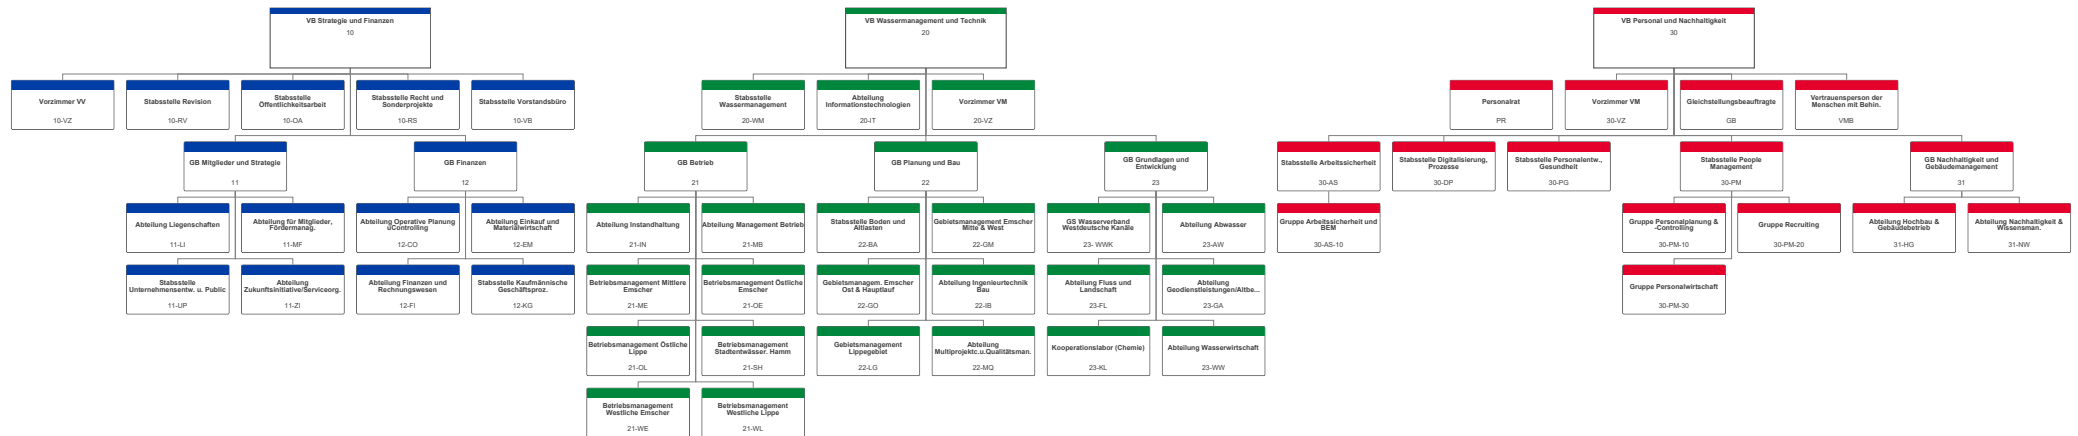 VB Strategie und Finanzen
10
VB Wassermanagement und Technik
20
VB Personal und Nachhaltigkeit
30
Vorzimmer VV
10-VZ
Stabsstelle Revision
10-RV
Stabsstelle
Öffentlichkeitsarbeit
10-OA
Stabsstelle Recht und
Sonderprojekte
10-RS
Stabsstelle Vorstandsbüro
10-VB
Stabsstelle
Wassermanagement
20-WM
Abteilung
Informationstechnologien
20-IT
Vorzimmer VM
20-VZ
Personalrat
PR
Vorzimmer VM
30-VZ
Gleichstellungsbeauftragte
GB
Vertrauensperson der
Menschen mit Behin.
VMB
GB Mitglieder und Strategie
11
GB Finanzen
12
GB Betrieb
21
GB Planung und Bau
22
GB Grundlagen und
Entwicklung
23
Stabsstelle Arbeitssicherheit
30-AS
Stabsstelle Digitalisierung,
Prozesse
30-DP
Stabsstelle Personalentw.,
Gesundheit
30-PG
Stabsstelle People
Management
30-PM
GB Nachhaltigkeit und
Gebäudemanagement
31
Abteilung Liegenschaften
11-LI
Abteilung für Mitglieder,
Fördermanag.
11-MF
Abteilung Operative Planung
uControlling
12-CO
Abteilung Einkauf und
Materialwirtschaft
12-EM
Abteilung Instandhaltung
21-IN
Abteilung Management Betrieb
21-MB
Stabsstelle Boden und
Altlasten
22-BA
Gebietsmanagement Emscher
Mitte & West
22-GM
GS Wasserverband
Westdeutsche Kanäle
23- WWK
Abteilung Abwasser
23-AW
Gruppe Arbeitssicherheit und
BEM
30-AS-10
Gruppe Personalplanung &
-Controlling
30-PM-10
Gruppe Recruiting
30-PM-20
Abteilung Hochbau &
Gebäudebetrieb
31-HG
Abteilung Nachhaltigkeit &
Wissensman.
31-NW
Stabsstelle
Unternehmensentw. u. Public
11-UP
Abteilung
Zukunftsinitiative/Serviceorg.
11-ZI
Abteilung Finanzen und
Rechnungswesen
12-FI
Stabsstelle Kaufmännische
Geschäftsproz.
12-KG
Betriebsmanagement Mittlere
Emscher
21-ME
Betriebsmanagement Östliche
Emscher
21-OE
Gebietsmanagem. Emscher
Ost & Hauptlauf
22-GO
Abteilung Ingenieurtechnik
Bau
22-IB
Abteilung Fluss und
Landschaft
23-FL
Abteilung
Geodienstleistungen/Altbe...
23-GA
Gruppe Personalwirtschaft
30-PM-30
Betriebsmanagement Östliche
Lippe
21-OL
Betriebsmanagement
Stadtentwässer. Hamm
21-SH
Gebietsmanagement
Lippegebiet
22-LG
Abteilung
Multiprojektc.u.Qualitätsman.
22-MQ
Kooperationslabor (Chemie)
23-KL
Abteilung Wasserwirtschaft
23-WW
Betriebsmanagement
Westliche Emscher
21-WE
Betriebsmanagement
Westliche Lippe
21-WL